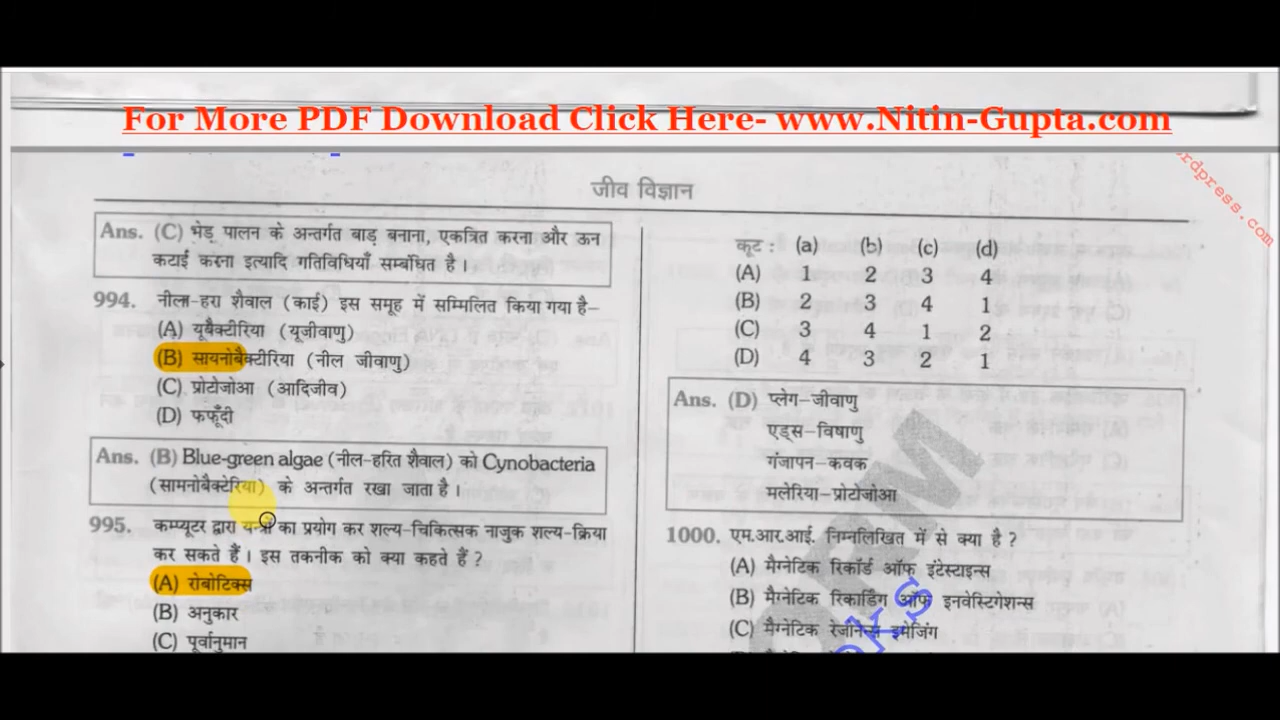 For More PDF Download Click Here- www.Nitin-Gupta.com
rdpress.com
जीव विज्ञान
Ans. (C) भेड़ पालन के अन्तर्गत बाड़ बनाना, एकत्रित करना और ऊन
कटाई करना इत्यादि गतिविधियाँ सम्बंधित है।
994. नीला-हरा शैवाल (काई) इस समूह में सम्मिलित किया गया है-
(A) यूबैक्टीरिया (यूजीवाणु)
(B) सायनोबैक्टीरिया (नील जीवाणु)
(C) प्रोटोजोआ (आदिजीव)
(D) फफूँदी
Ans. (B) Blue-green algae (नील-हरित शैवाल) को Cynobacteria
(सामनोबैक्टेरिया) के अन्तर्गत रखा जाता है।
995. कम्प्यूटर द्वारा यन्त्रों का प्रयोग कर शल्य-चिकित्सक नाजुक शल्य-क्रिया
कर सकते हैं। इस तकनीक को क्या कहते हैं ?
(A) रोबोटिक्स
(B) अनुकार
(C) पूर्वानुमान
कूट : (a) (b) (c) (d)
(A) 1 2 3 4
(B) 2 3 4 1
(C) 3 4 1 2
(D) 4 3 2 1
Ans. (D) प्लेग-जीवाणु
एड्स-विषाणु
गंजापन-कवक
मलेरिया-प्रोटोजोआ
1000. एम.आर.आई. निम्नलिखित में से क्या है ?
(A) मैग्नेटिक रिकॉर्ड ऑफ इंटेस्टाइन्स
(B) मैग्नेटिक रिकार्डिंग ऑफ इनवेस्टिगेशन्स
(C) मैग्नेटिक रेजोनेन्स इमेजिंग